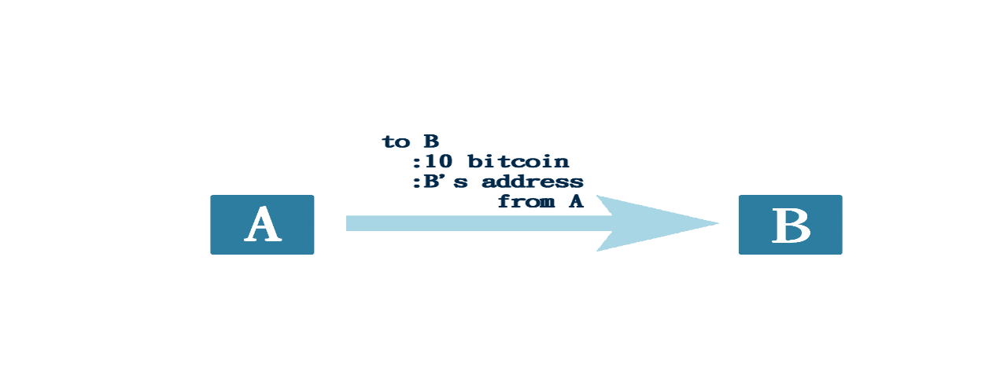 to B
:10 bitcoin
:B's address
from A
A
B